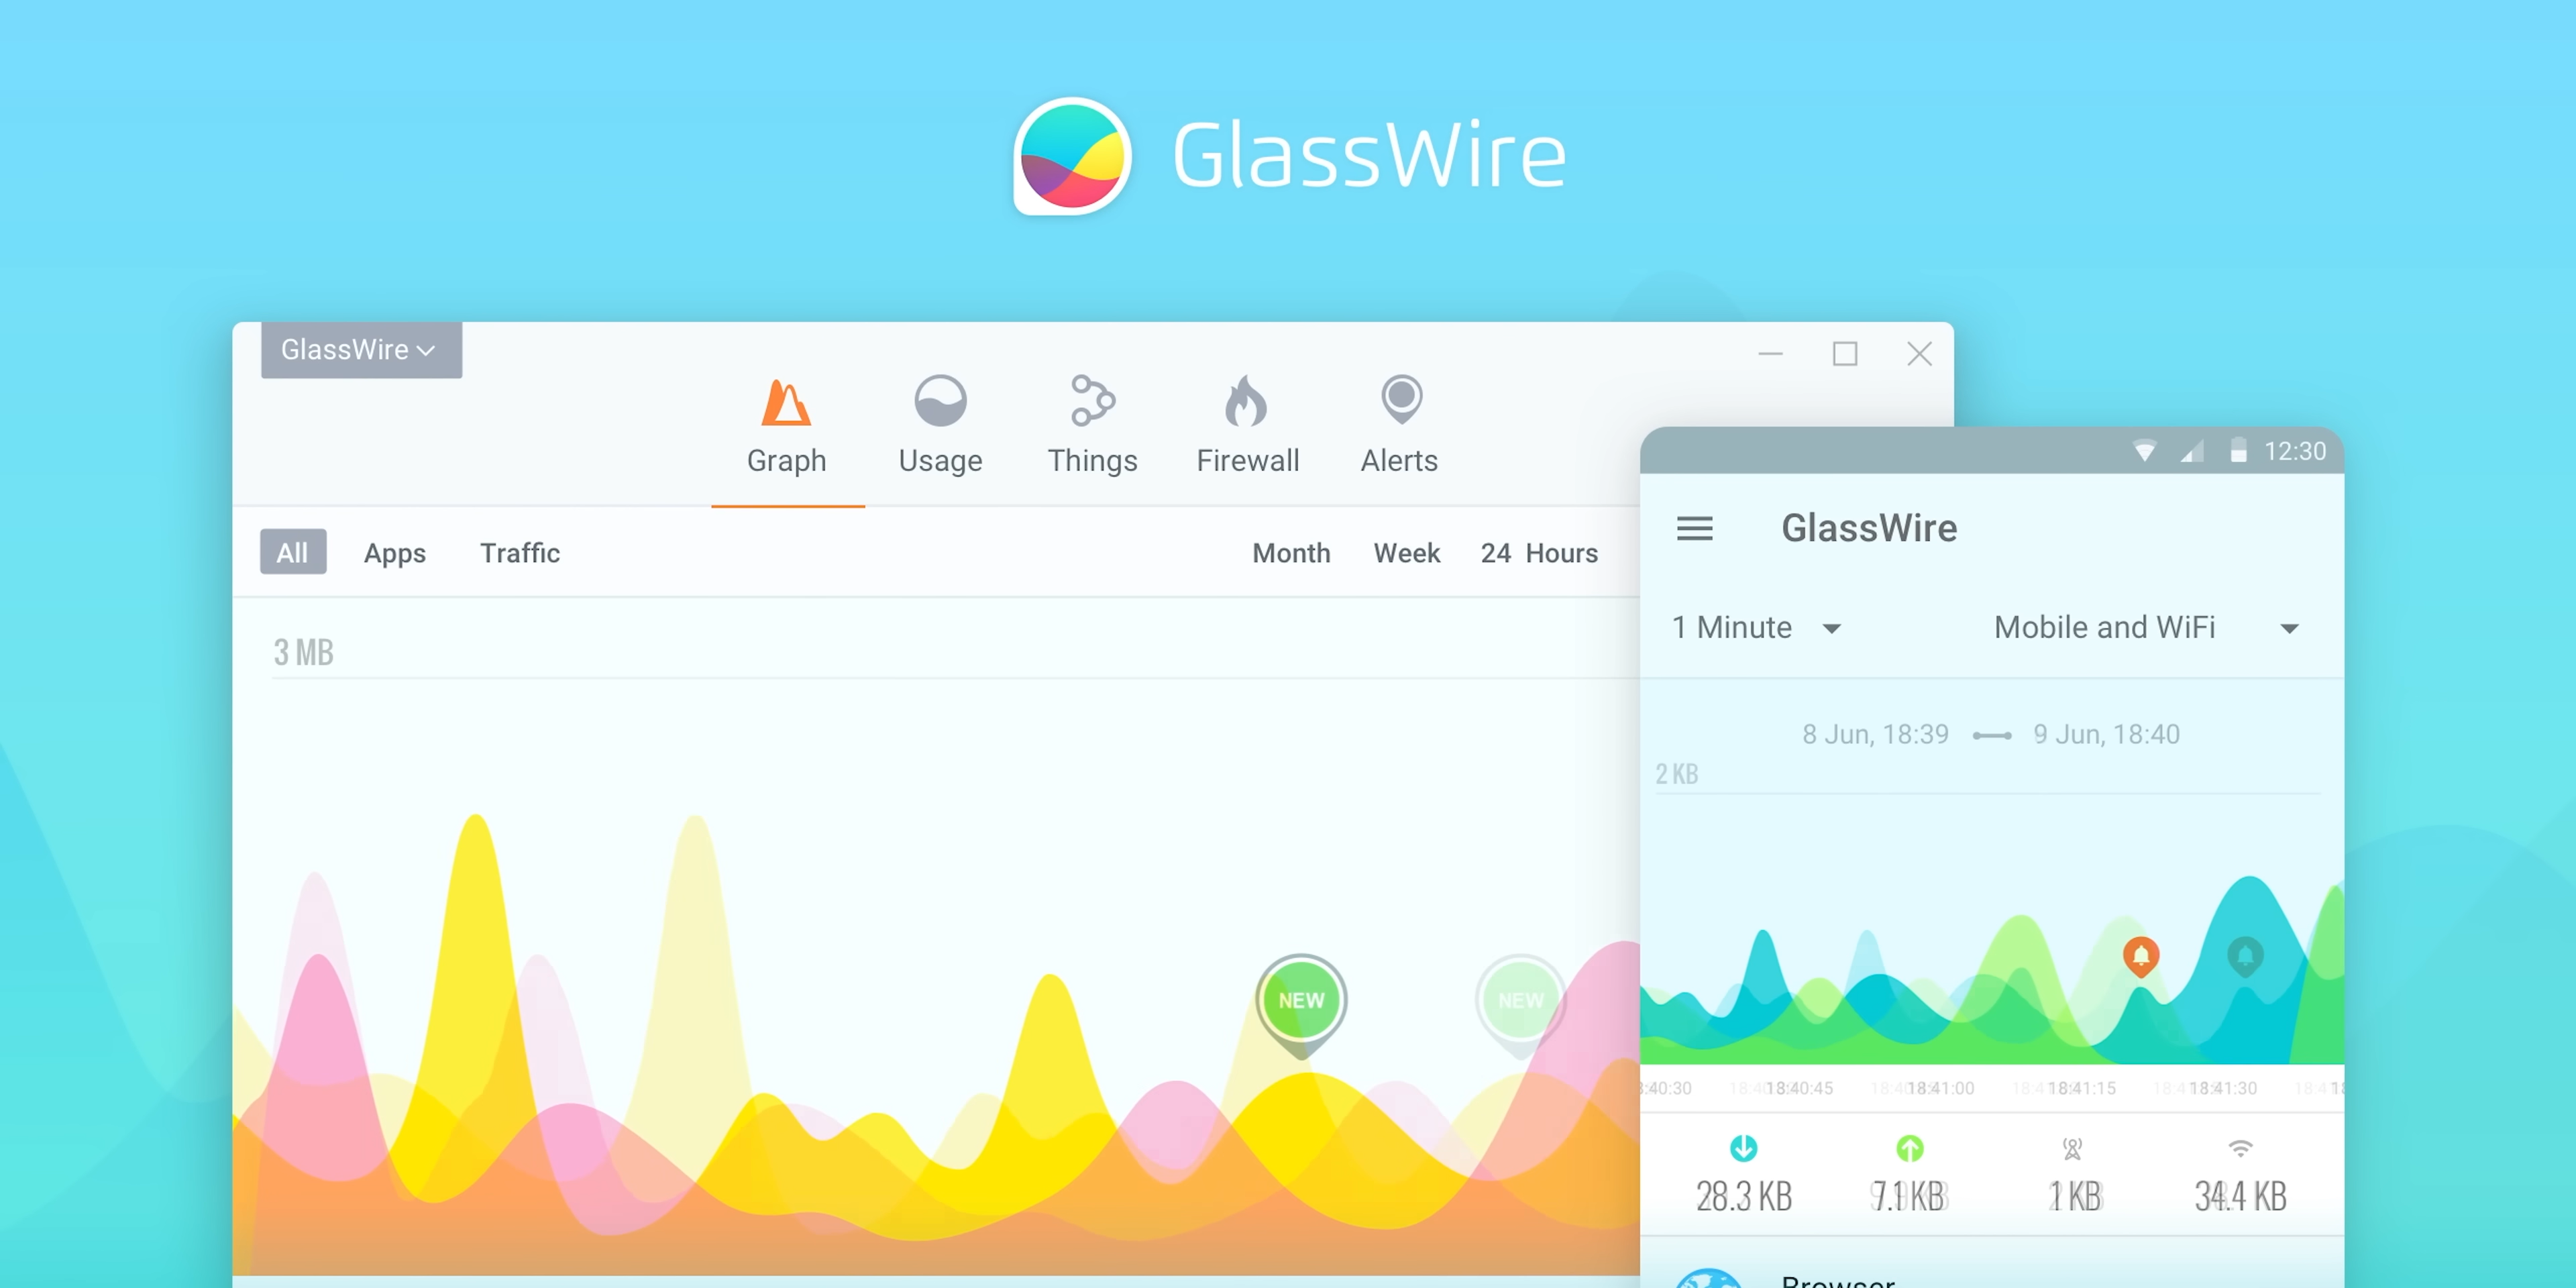 GlassWire
GlassWire
Graph
Usage
Things
Firewall
Alerts
All
Apps
Traffic
Month
Week
24 Hours
3 MB
NEW
NEW
12:30
GlassWire
1 Minute
Mobile and WiFi
8 Jun, 18:39
9 Jun, 18:40
2 KB
:40:30
18:40:45
18:41:00
18:41:15
18:41:30
28.3 KB
7.1 KB
1 KB
34.4 KB
Browser